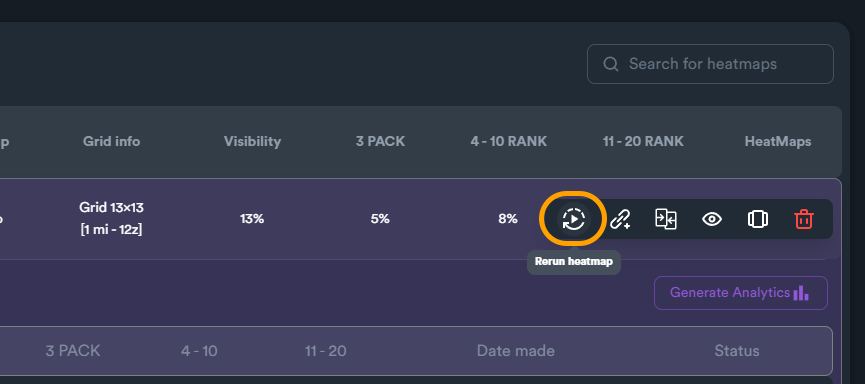 Search for heatmaps
p Grid info Visibility 3 PACK 4 - 10 RANK 11 - 20 RANK HeatMaps
Grid 13×13
13% 5% 8%
[1 mi - 12z]
Rerun heatmap
Generate Analytics
3 PACK 4 - 10 11 - 20 Date made Status